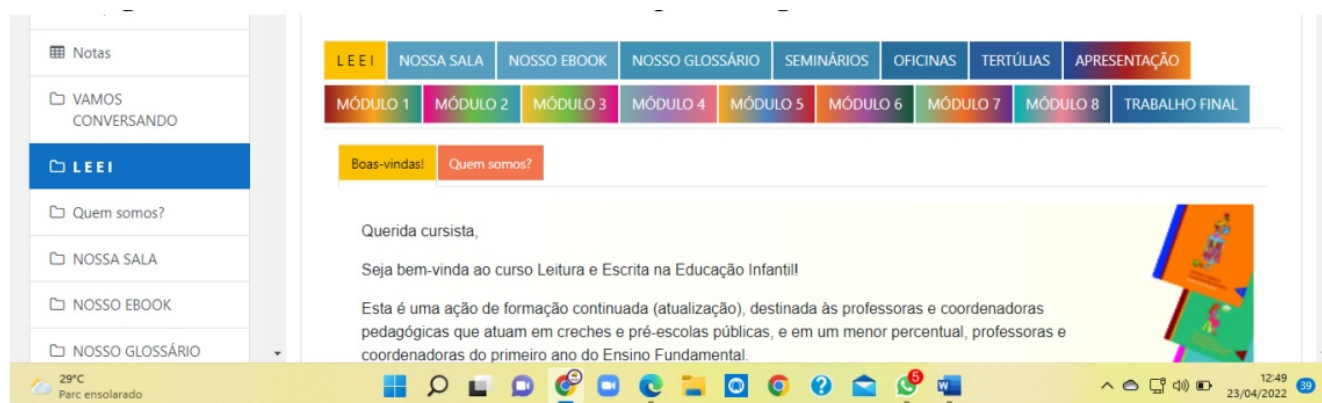 Notas
VAMOS
CONVERSANDO
L E E I
Quem somos?
NOSSA SALA
NOSSO EBOOK
NOSSO GLOSSÁRIO
L E E I NOSSA SALA NOSSO EBOOK NOSSO GLOSSÁRIO SEMINÁRIOS OFICINAS TERTÚLIAS APRESENTAÇÃO
MÓDULO 1 MÓDULO 2 MÓDULO 3 MÓDULO 4 MÓDULO 5 MÓDULO 6 MÓDULO 7 MÓDULO 8 TRABALHO FINAL
Boas-vindas! Quem somos?
Querida cursista,
Seja bem-vinda ao curso Leitura e Escrita na Educação Infantil!
Esta é uma ação de formação continuada (atualização), destinada às professoras e coordenadoras
pedagógicas que atuam em creches e pré-escolas públicas, e em um menor percentual, professoras e
coordenadoras do primeiro ano do Ensino Fundamental.
29°C
Parc ensolarado
5
12:49
23/04/2022
39